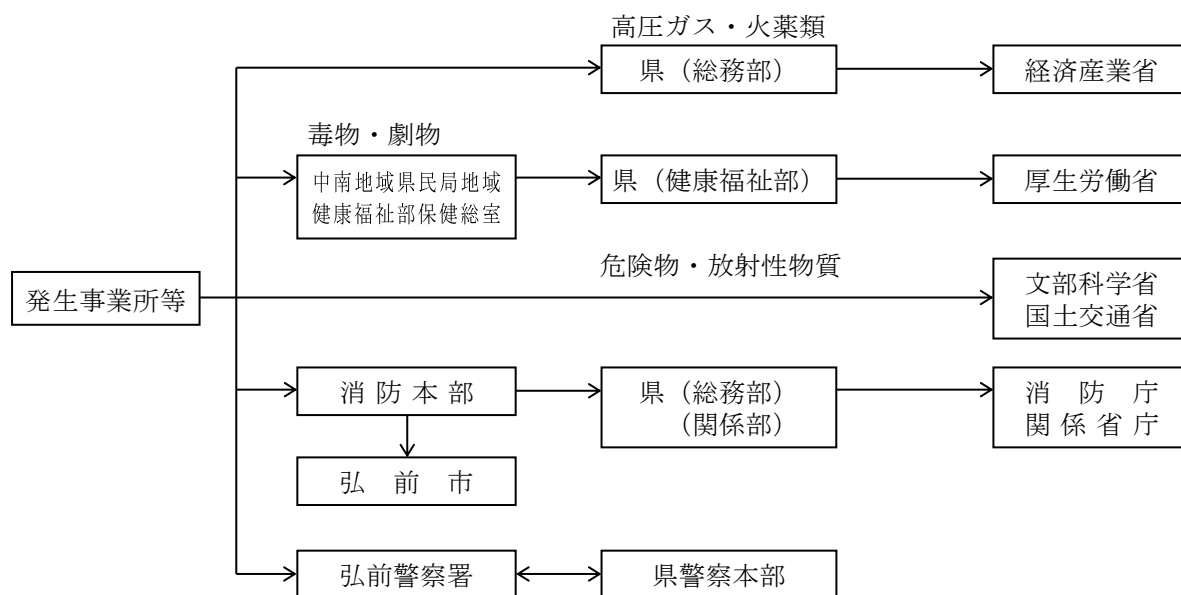 高圧ガス・火薬類
県（総務部）
経済産業省
毒物・劇物
中南地域県民局地域
健康福祉部保健総室
県（健康福祉部）
厚生労働省
危険物・放射性物質
発生事業所等
文部科学省
国土交通省
消防本部
県（総務部）
（関係部）
消防庁
関係省庁
弘前市
弘前警察署
県警察本部